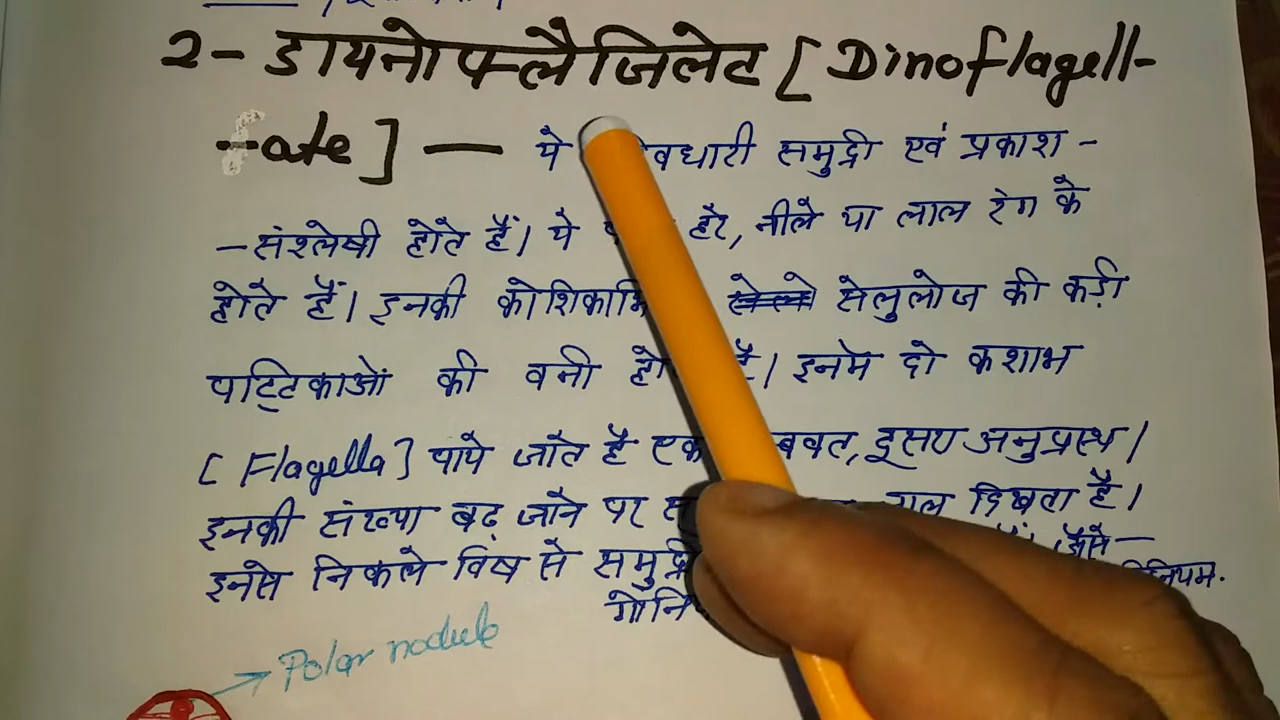 2- डायनोफ्लैजिलेट [Dinoflagell-
-ate] — ये समुद्री एवं प्रकाश-
-संश्लेषी होते हैं। ये हरे, नीले या लाल रंग के
होते हैं। इनकी सेलुलोज की कड़ी
पट्टिकाओं की बनी है। इनमे दो कशाभ
[Flagella] पाये जाते है एक दूसरा अनुप्रस्थ।
इनकी संख्या बढ़ जाने पर लाल दिखता है।
इनसे निकले विष से जैसे—
Polar nodule